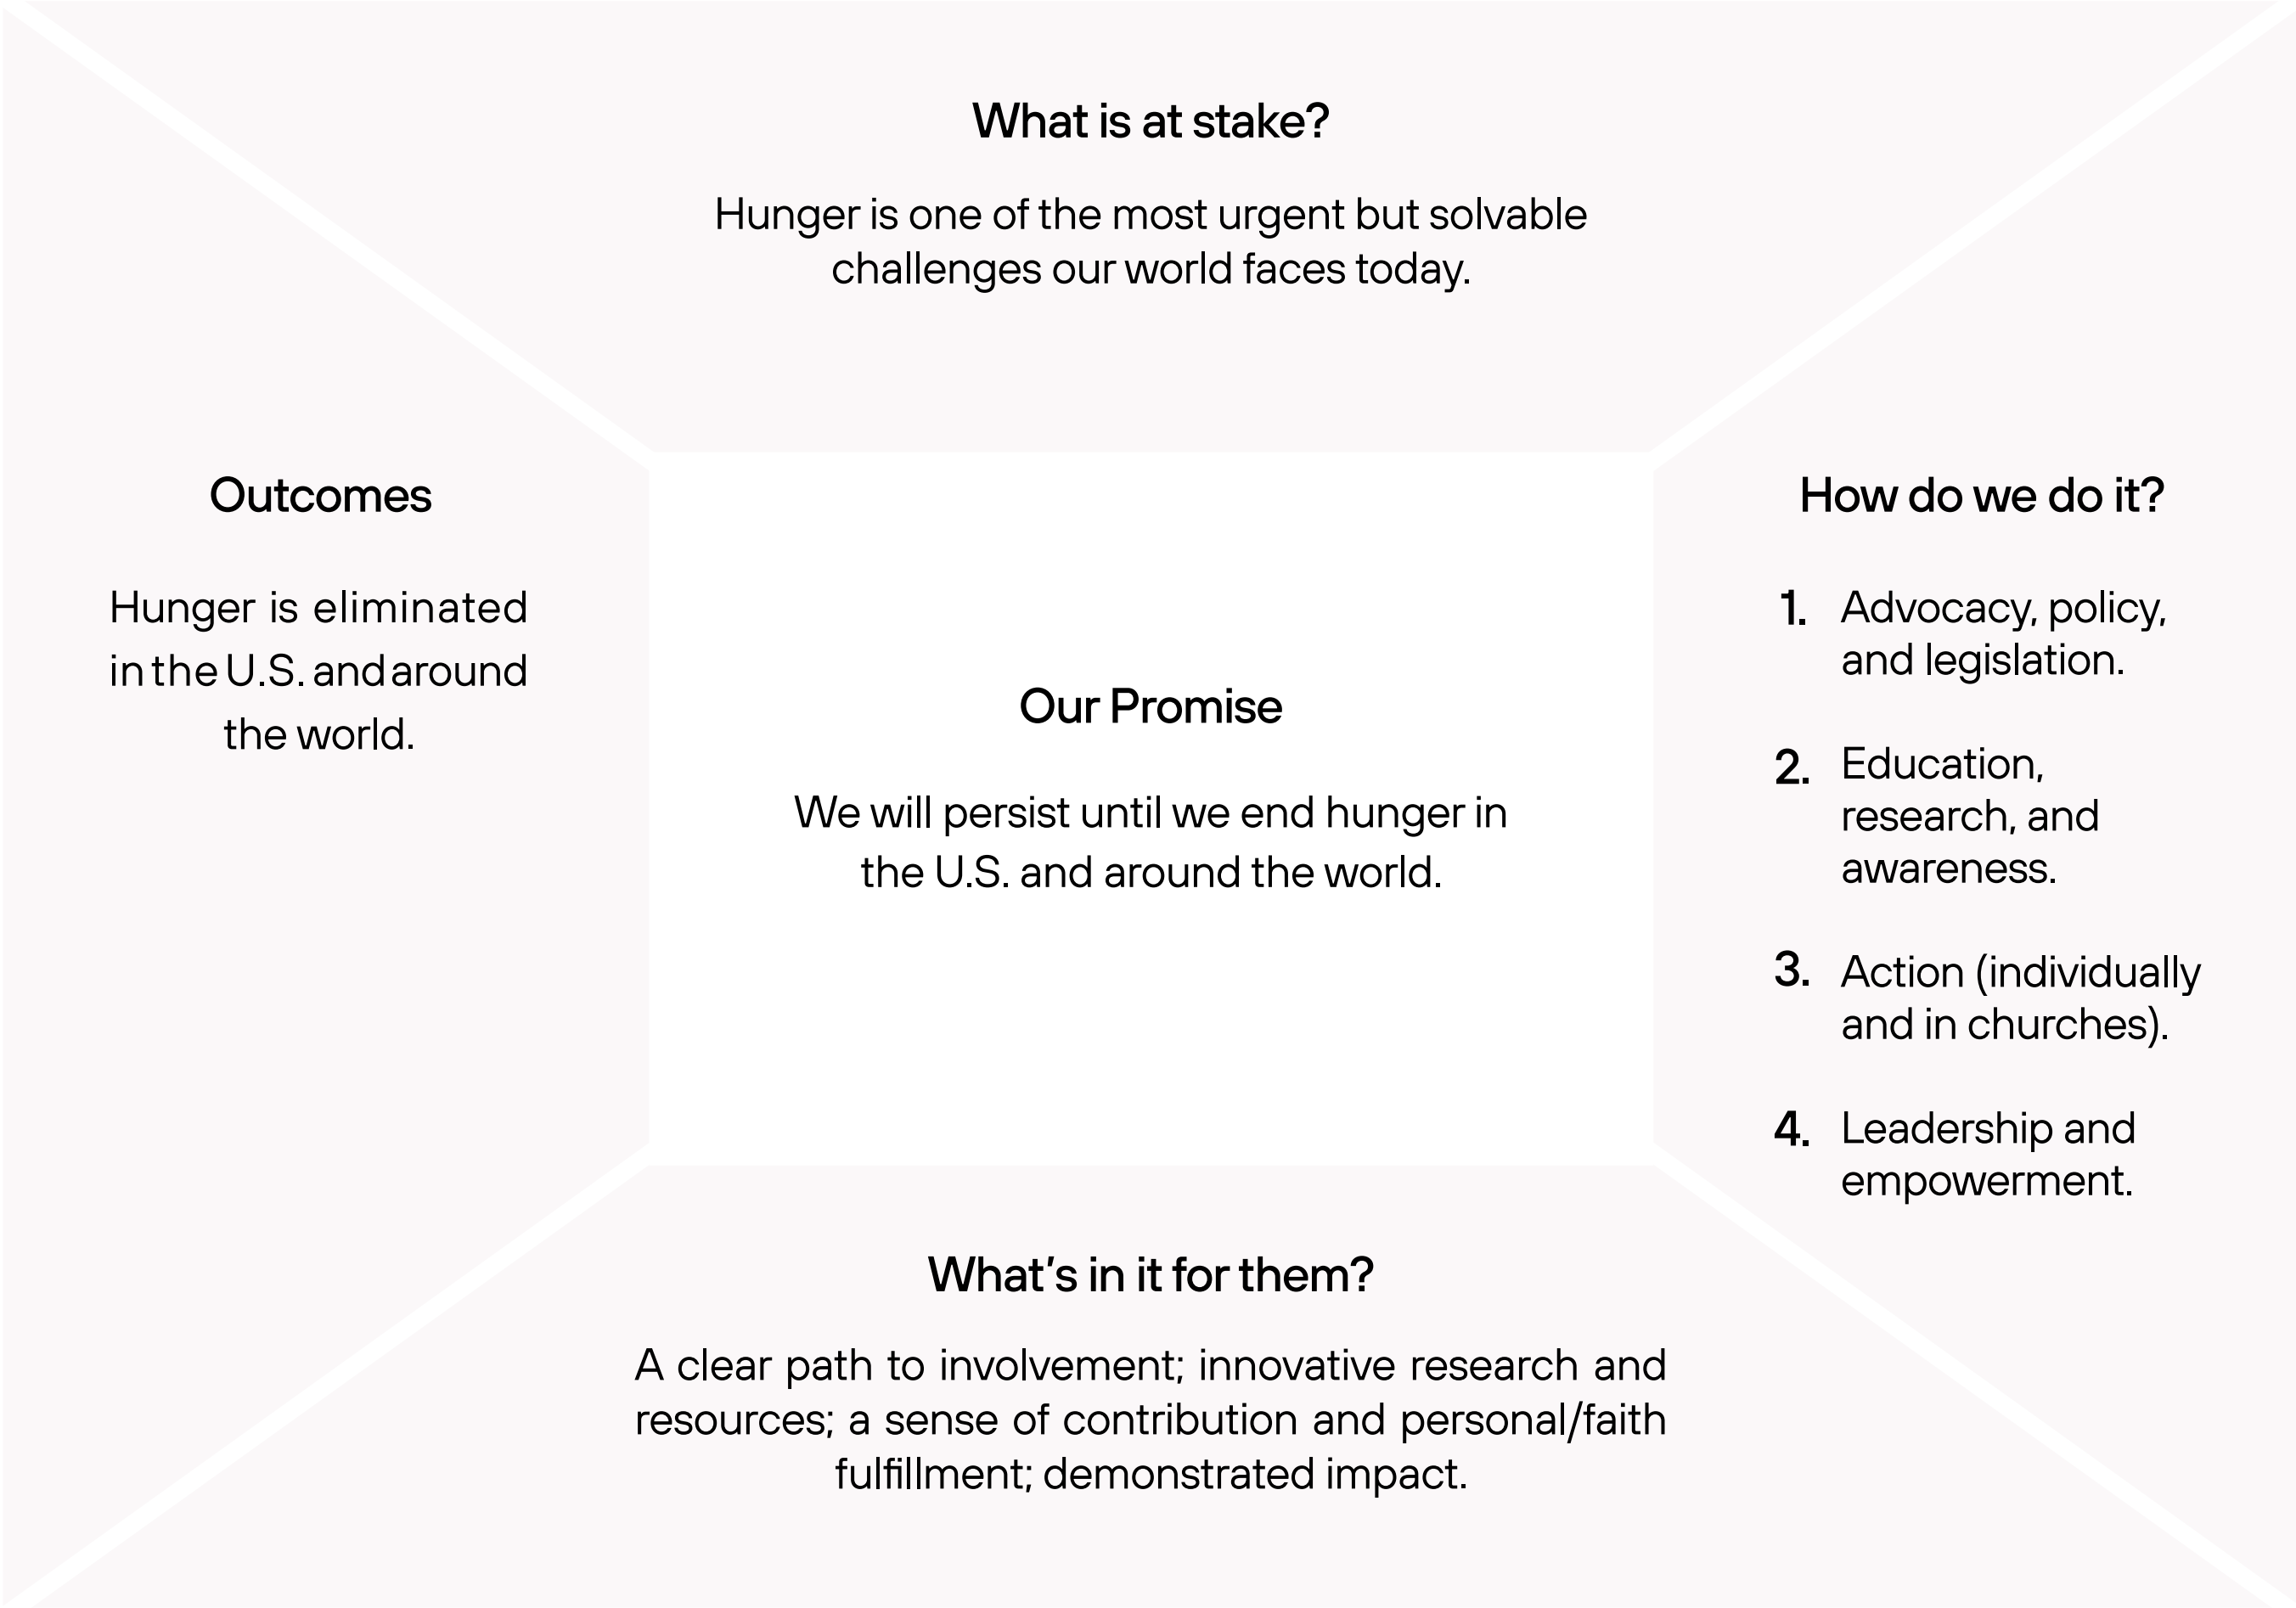 What is at stake?
Hunger is one of the most urgent but solvable
challenges our world faces today.
Outcomes
Hunger is eliminated
in the U.S. and around
the world.
Our Promise
We will persist until we end hunger in
the U.S. and around the world.
How do we do it?
1. Advocacy, policy,
and legislation.
2. Education,
research, and
awareness.
3. Action (individually
and in churches).
4. Leadership and
empowerment.
What's in it for them?
A clear path to involvement; innovative research and
resources; a sense of contribution and personal/faith
fulfillment; demonstrated impact.